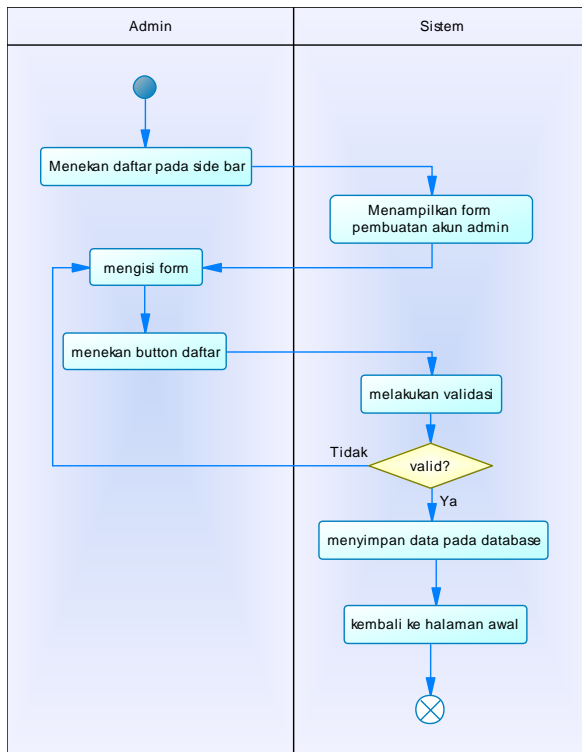 Admin
Sistem
Menekan daftar pada side bar
Menampilkan form
pembuatan akun admin
mengisi form
menekan button daftar
melakukan validasi
Tidak
valid?
Ya
menyimpan data pada database
kembali ke halaman awal